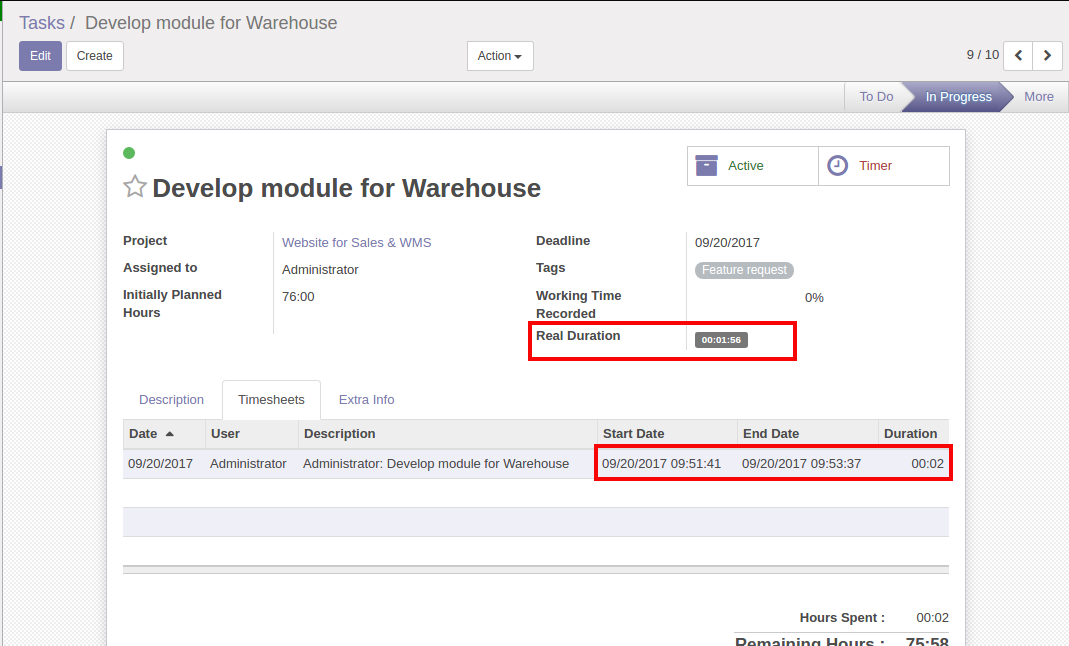 Tasks / Develop module for Warehouse
Edit Create Action 9 / 10
To Do In Progress More
Active Timer
Develop module for Warehouse
Project Website for Sales & WMS Deadline 09/20/2017
Assigned to Administrator Tags Feature request
Initially Planned Hours 76:00 Working Time Recorded 0%
Real Duration 00:01:56
Description Timesheets Extra Info
Date User Description Start Date End Date Duration
09/20/2017 Administrator Administrator: Develop module for Warehouse 09/20/2017 09:51:41 09/20/2017 09:53:37 00:02
Hours Spent : 00:02
Remaining Hours : 75:58